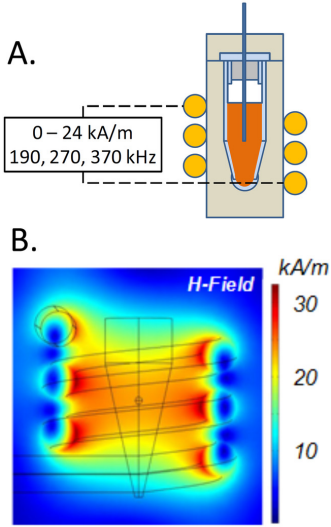 A.
0 – 24 kA/m
190, 270, 370 kHz
B.
H-Field
kA/m
30
20
10